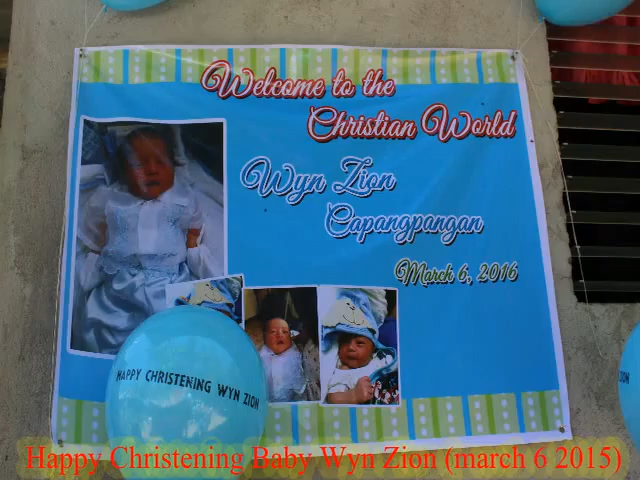 Welcome to the
Christian World
Wyn Zion
Capangpangan
March 6, 2016
HAPPY CHRISTENING WYN ZION
ZION
Happy Christening Baby Wyn Zion (march 6 2015)